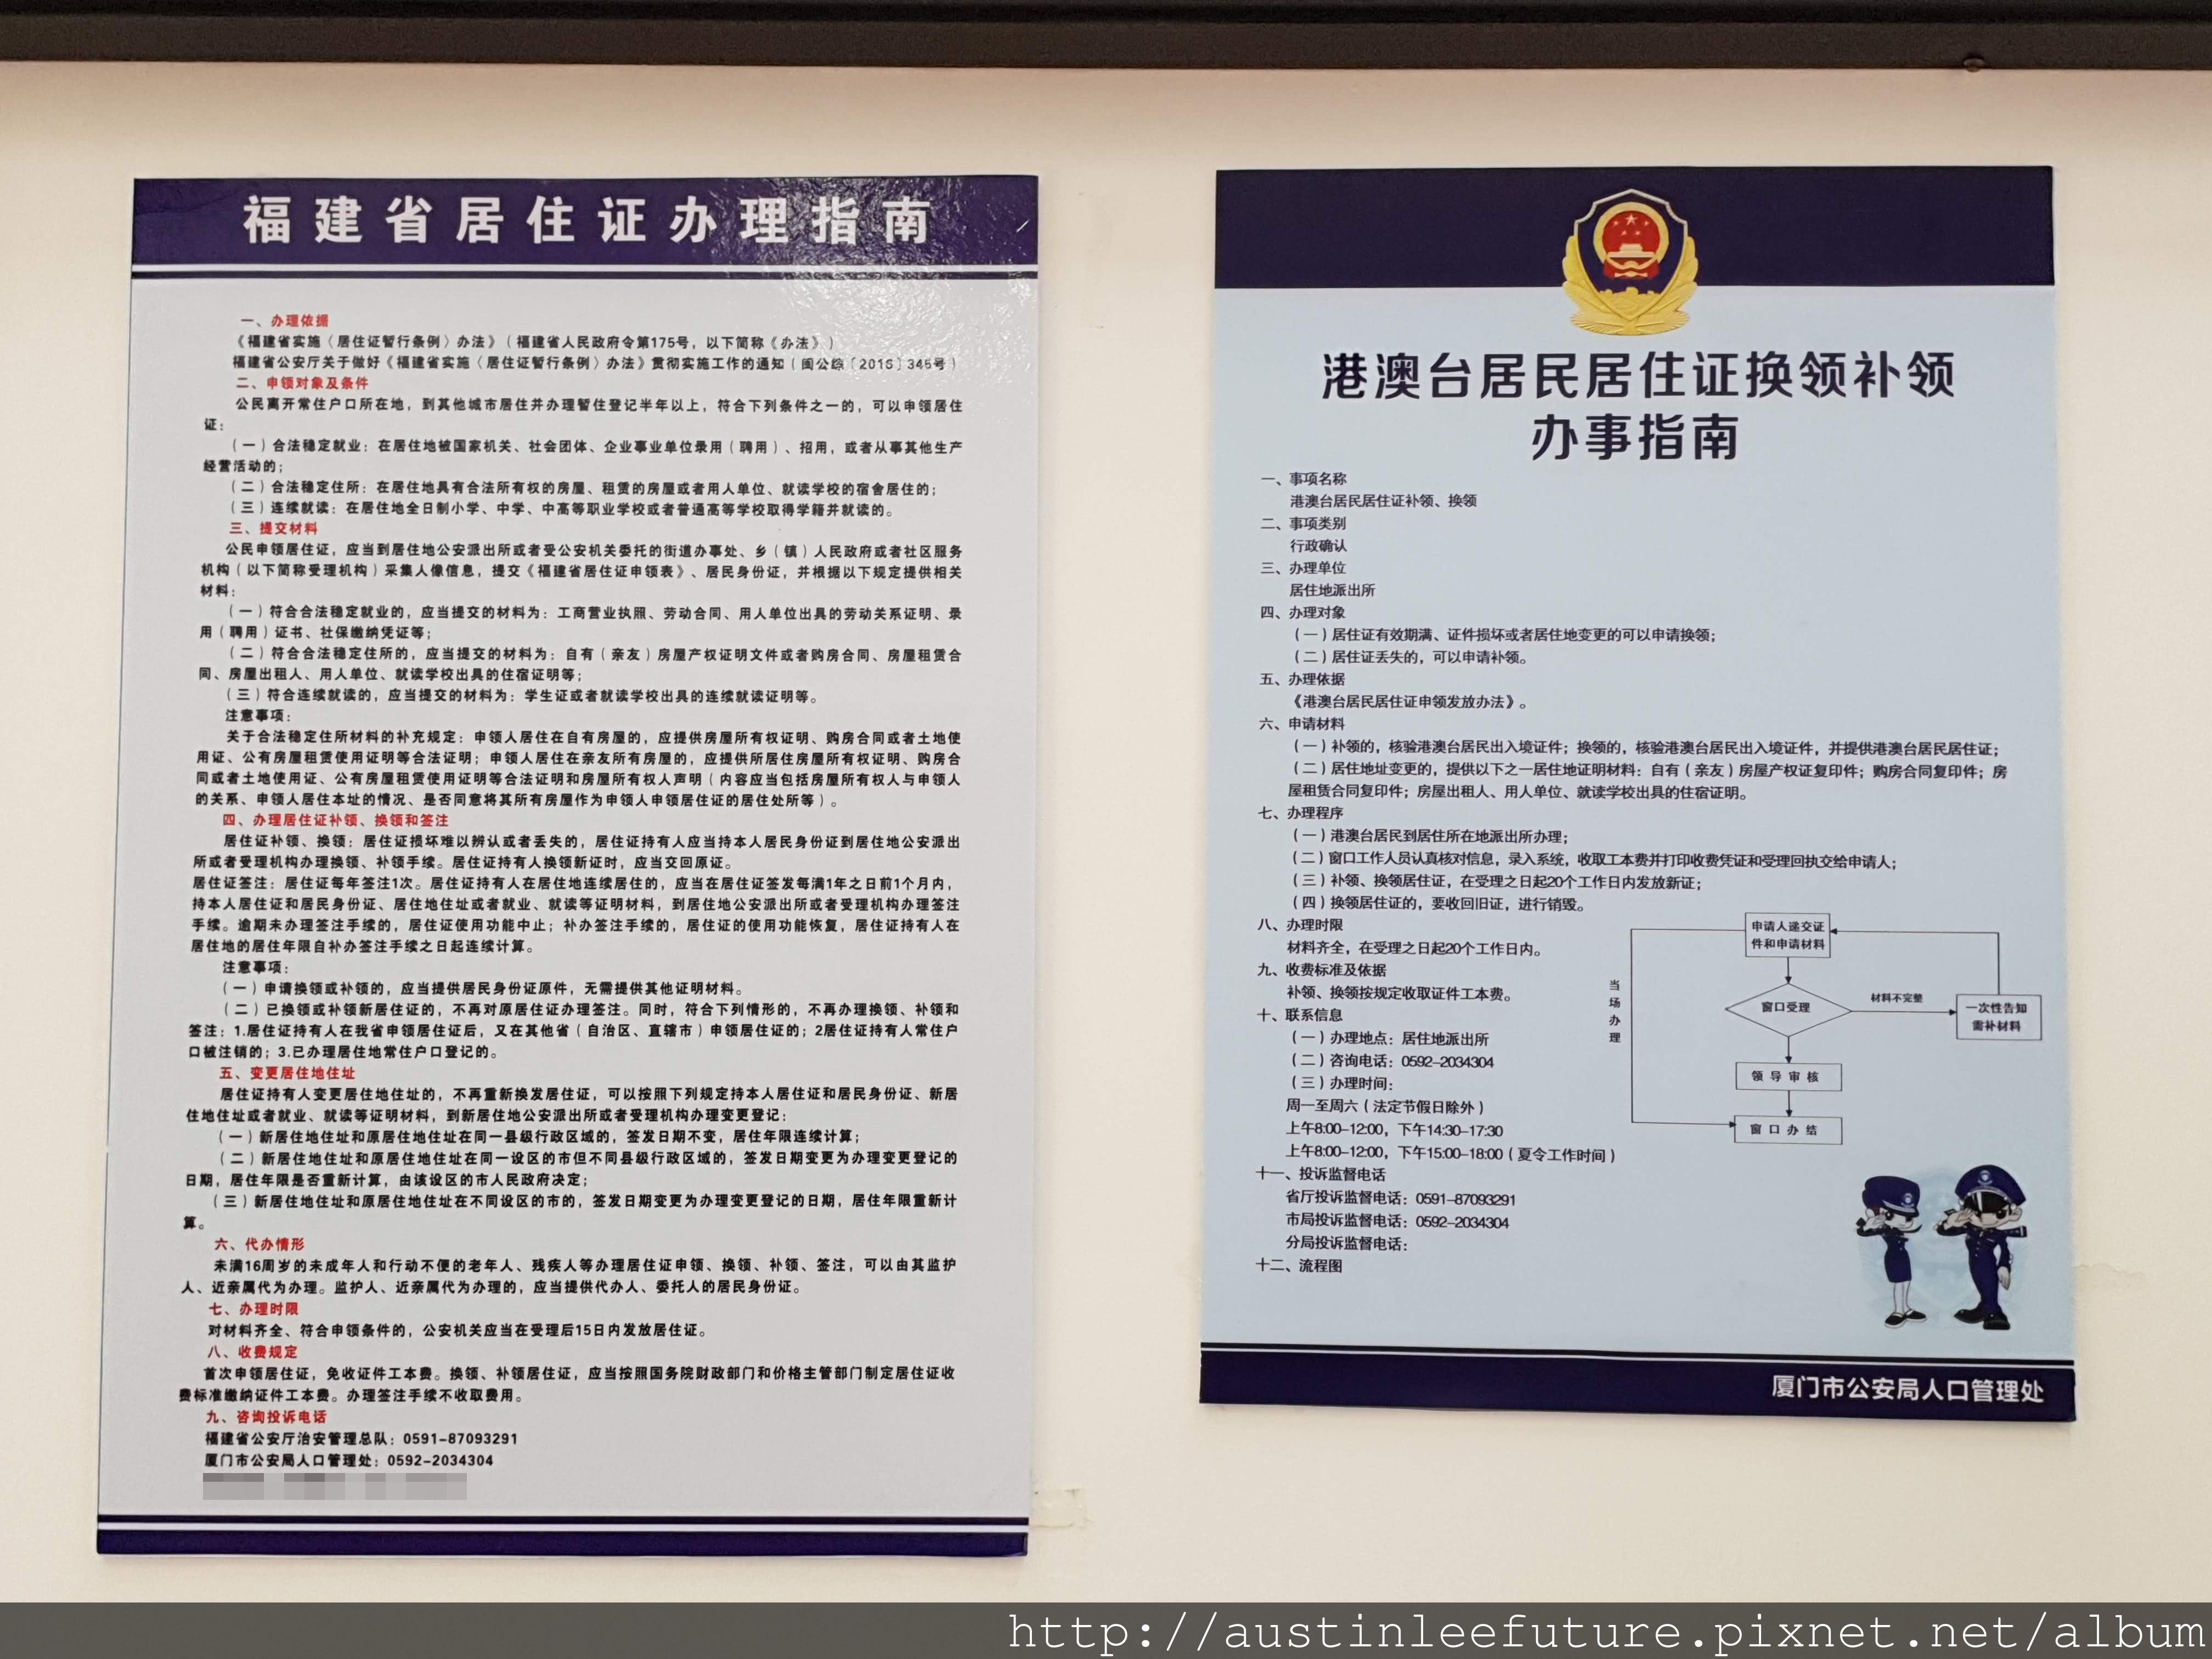 福建省居住证办理指南
一、办理依据
《福建省实施〈居住证暂行条例〉办法》（福建省人民政府令第175号，以下简称《办法》）
福建省公安厅关于做好《福建省实施〈居住证暂行条例〉办法》贯彻实施工作的通知（闽公综〔2016〕345号）
二、申领对象及条件
公民离开常住户口所在地，到其他城市居住并办理暂住登记半年以上，符合下列条件之一的，可以申领居住
证：
（一）合法稳定就业：在居住地被国家机关、社会团体、企业事业单位录用（聘用）、招用，或者从事其他生产
经营活动的；
（二）合法稳定住所：在居住地具有合法所有权的房屋、租赁的房屋或者用人单位、就读学校的宿舍居住的；
（三）连续就读：在居住地全日制小学、中学、中高等职业学校或者普通高等学校取得学籍并就读的。
三、提交材料
公民申领居住证，应当到居住地公安派出所或者受公安机关委托的街道办事处、乡（镇）人民政府或者社区服务
机构（以下简称受理机构）采集人像信息，提交《福建省居住证申领表》、居民身份证，并根据以下规定提供相关
材料：
（一）符合合法稳定就业的，应当提交的材料为：工商营业执照、劳动合同、用人单位出具的劳动关系证明、录
用（聘用）证书、社保缴纳凭证等；
（二）符合合法稳定住所的，应当提交的材料为：自有（亲友）房屋产权证明文件或者购房合同、房屋租赁合
同、房屋出租人、用人单位、就读学校出具的住宿证明等；
（三）符合连续就读的，应当提交的材料为：学生证或者就读学校出具的连续就读证明等。
注意事项：
关于合法稳定住所材料的补充规定：申领人居住在自有房屋的，应提供房屋所有权证明、购房合同或者土地使
用证、公有房屋租赁使用证明等合法证明；申领人居住在亲友所有房屋的，应提供所居住房屋所有权证明、购房合
同或者土地使用证、公有房屋租赁使用证明等合法证明和房屋所有权人声明（内容应当包括房屋所有权人与申领人
的关系、申领人居住本址的情况、是否同意将其所有房屋作为申领人申领居住证的居住处所等）。
四、办理居住证补领、换领和签注
居住证补领、换领：居住证损坏难以辨认或者丢失的，居住证持有人应当持本人居民身份证到居住地公安派出
所或者受理机构办理换领、补领手续。居住证持有人换领新证时，应当交回原证。
居住证签注：居住证每年签注1次。居住证持有人在居住地连续居住的，应当在居住证签发每满1年之日前1个月内，
持本人居住证和居民身份证、居住地住址或者就业、就读等证明材料，到居住地公安派出所或者受理机构办理签注
手续。逾期未办理签注手续的，居住证使用功能中止；补办签注手续的，居住证的使用功能恢复，居住证持有人在
居住地的居住年限自补办签注手续之日起连续计算。
注意事项：
（一）申请换领或补领的，应当提供居民身份证原件，无需提供其他证明材料。
（二）已换领或补领新居住证的，不再对原居住证办理签注。同时，符合下列情形的，不再办理换领、补领和
签注：1.居住证持有人在我省申领居住证后，又在其他省（自治区、直辖市）申领居住证的；2居住证持有人常住户
口被注销的；3.已办理居住地常住户口登记的。
五、变更居住地住址
居住证持有人变更居住地住址的，不再重新换发居住证，可以按照下列规定持本人居住证和居民身份证、新居
住地住址或者就业、就读等证明材料，到新居住地公安派出所或者受理机构办理变更登记：
（一）新居住地住址和原居住地住址在同一县级行政区域的，签发日期不变，居住年限连续计算；
（二）新居住地住址和原居住地住址在同一设区的市但不同县级行政区域的，签发日期变更为办理变更登记的
日期，居住年限是否重新计算，由该设区的市人民政府决定；
（三）新居住地住址和原居住地住址在不同设区的市的，签发日期变更为办理变更登记的日期，居住年限重新计
算。
六、代办情形
未满16周岁的未成年人和行动不便的老年人、残疾人等办理居住证申领、换领、补领、签注，可以由其监护
人、近亲属代为办理。监护人、近亲属代为办理的，应当提供代办人、委托人的居民身份证。
七、办理时限
对材料齐全、符合申领条件的，公安机关应当在受理后15日内发放居住证。
八、收费规定
首次申领居住证，免收证件工本费。换领、补领居住证，应当按照国务院财政部门和价格主管部门制定居住证收
费标准缴纳证件工本费。办理签注手续不收取费用。
九、咨询投诉电话
福建省公安厅治安管理总队：0591-87093291
厦门市公安局人口管理处：0592-2034304
港澳台居民居住证换领补领
办事指南
一、事项名称
港澳台居民居住证补领、换领
二、事项类别
行政确认
三、办理单位
居住地派出所
四、办理对象
（一）居住证有效期满、证件损坏或者居住地变更的可以申请换领；
（二）居住证丢失的，可以申请补领。
五、办理依据
《港澳台居民居住证申领发放办法》。
六、申请材料
（一）补领的，核验港澳台居民出入境证件；换领的，核验港澳台居民出入境证件，并提供港澳台居民居住证；
（二）居住地址变更的，提供以下之一居住地证明材料：自有（亲友）房屋产权证复印件；购房合同复印件；房
屋租赁合同复印件；房屋出租人、用人单位、就读学校出具的住宿证明。
七、办理程序
（一）港澳台居民到居住所在地派出所办理；
（二）窗口工作人员认真核对信息，录入系统，收取工本费并打印收费凭证和受理回执交给申请人；
（三）补领、换领居住证，在受理之日起20个工作日内发放新证；
（四）换领居住证的，要收回旧证，进行销毁。
八、办理时限
材料齐全，在受理之日起20个工作日内。
九、收费标准及依据
补领、换领按规定收取证件工本费。
十、联系信息
（一）办理地点：居住地派出所
（二）咨询电话：0592-2034304
（三）办理时间：
周一至周六（法定节假日除外）
上午8:00-12:00，下午14:30-17:30
上午8:00-12:00，下午15:00-18:00（夏令工作时间）
十一、投诉监督电话
省厅投诉监督电话：0591-87093291
市局投诉监督电话：0592-2034304
分局投诉监督电话：
十二、流程图
申请人递交证
件和申请材料
当场办理
窗口受理
材料不完整
一次性告知
需补材料
领导审核
窗口办结
厦门市公安局人口管理处
http://austinleefuture.pixnet.net/album